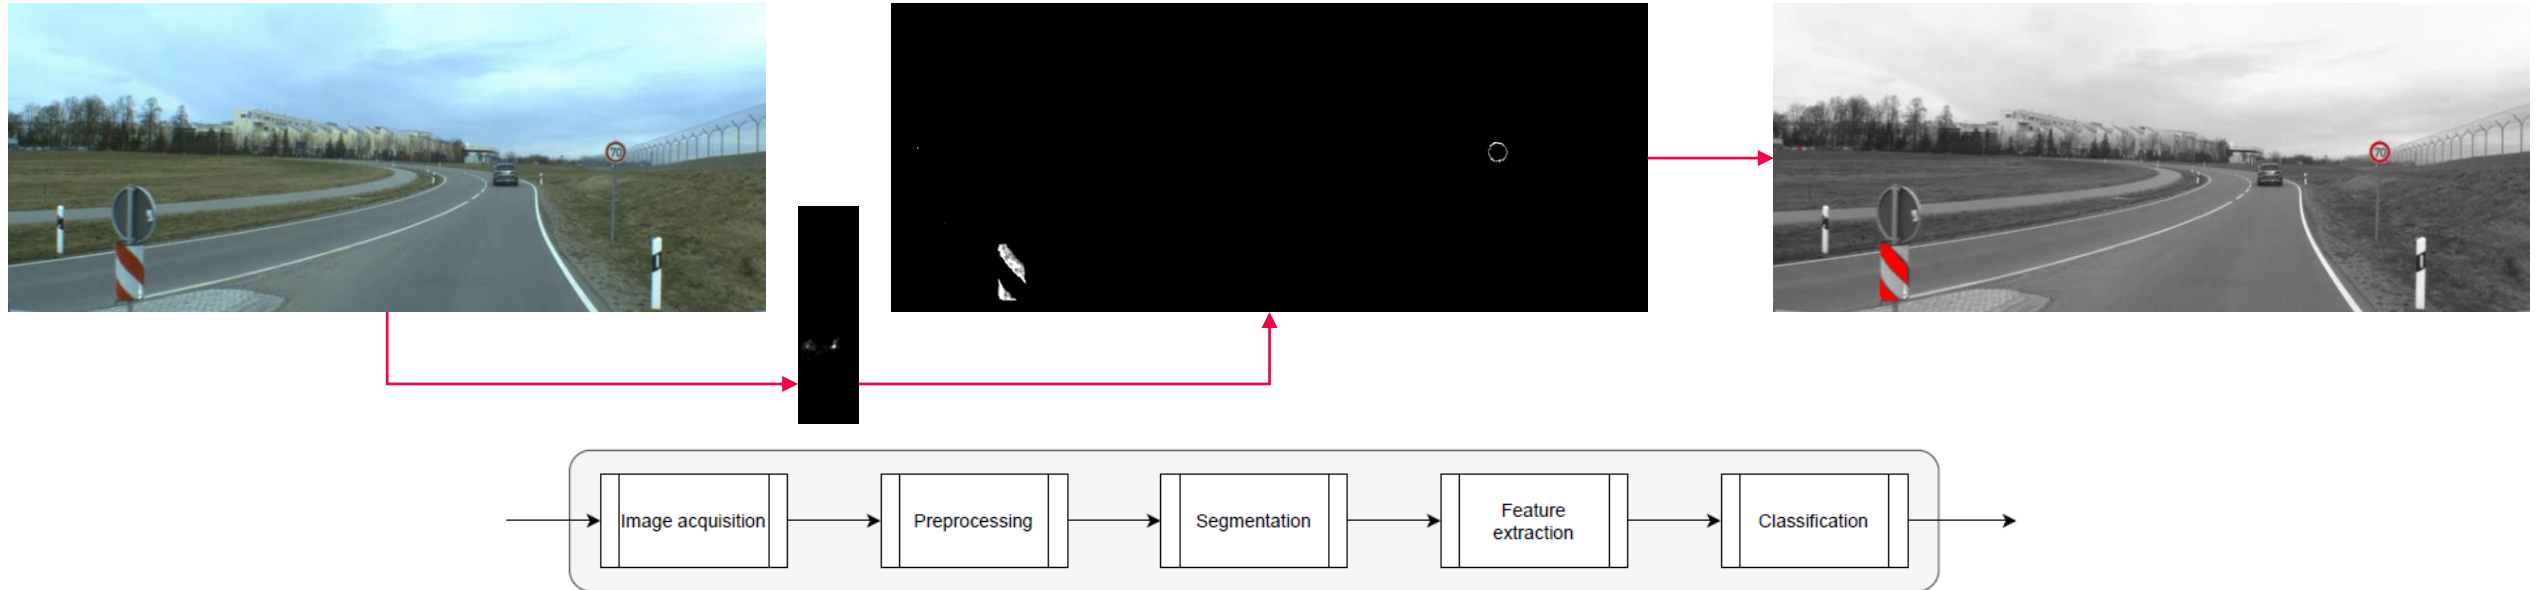 70
70
Image acquisition
Preprocessing
Segmentation
Feature
extraction
Classification